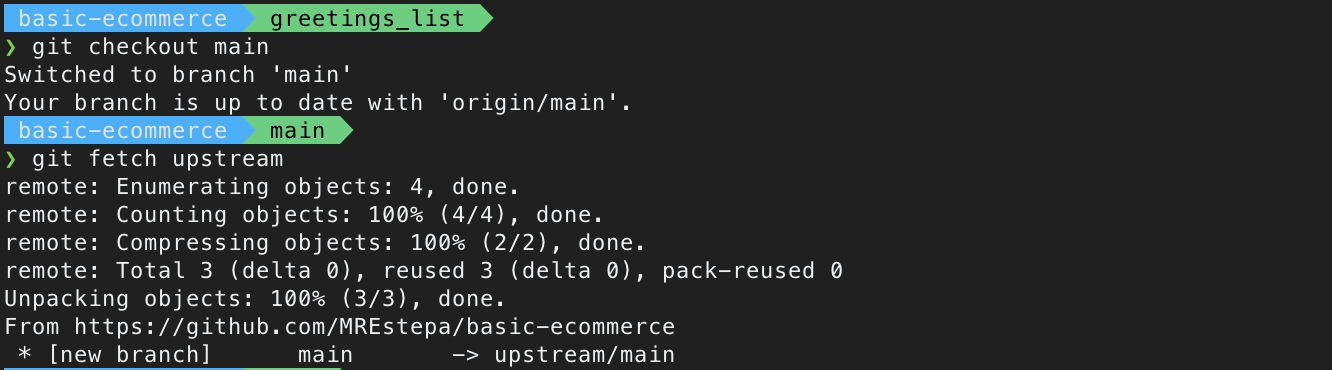 basic-ecommerce greetings_list
❯ git checkout main
Switched to branch 'main'
Your branch is up to date with 'origin/main'.
basic-ecommerce main
❯ git fetch upstream
remote: Enumerating objects: 4, done.
remote: Counting objects: 100% (4/4), done.
remote: Compressing objects: 100% (2/2), done.
remote: Total 3 (delta 0), reused 3 (delta 0), pack-reused 0
Unpacking objects: 100% (3/3), done.
From https://github.com/MREstepa/basic-ecommerce
 * [new branch]      main       -> upstream/main